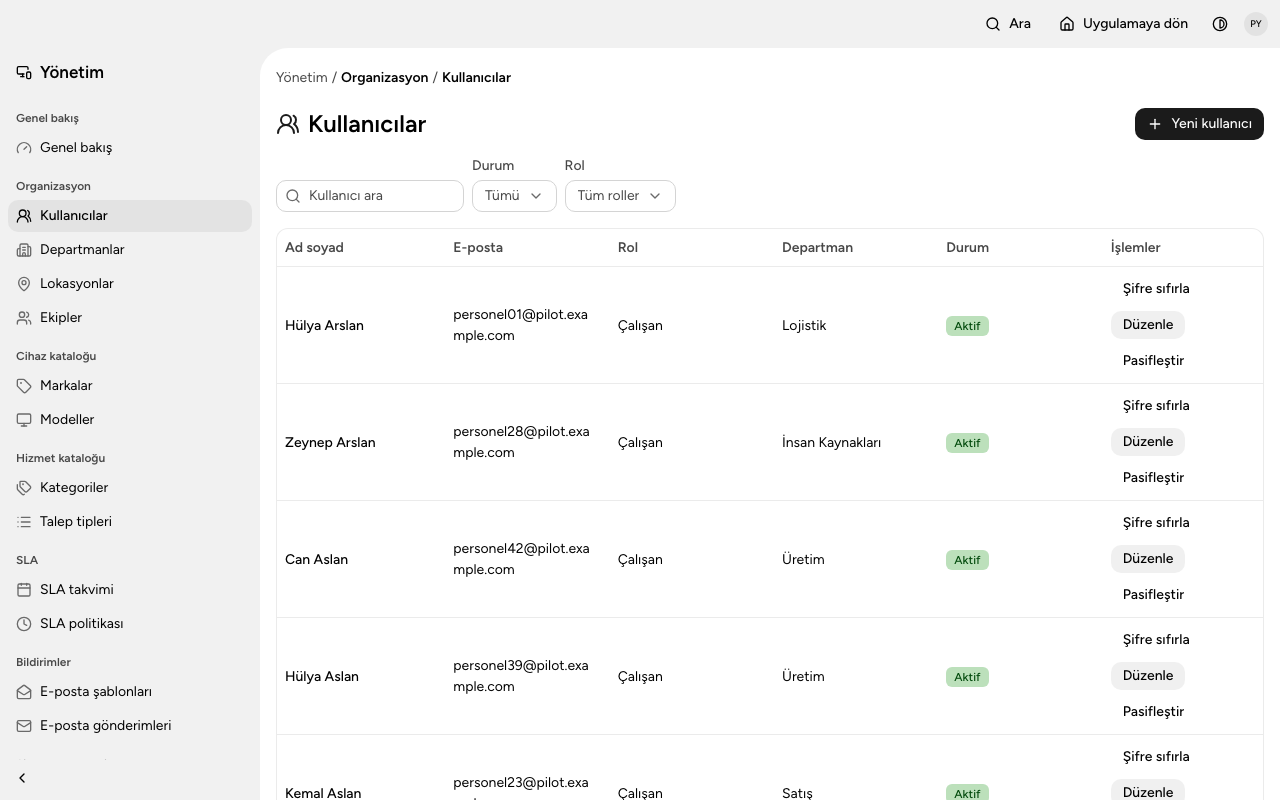 Ara
Uygulamaya dön
PY
Yönetim
Genel bakış
Genel bakış
Organizasyon
Kullanıcılar
Departmanlar
Lokasyonlar
Ekipler
Cihaz kataloğu
Markalar
Modeller
Hizmet kataloğu
Kategoriler
Talep tipleri
SLA
SLA takvimi
SLA politikası
Bildirimler
E-posta şablonları
E-posta gönderimleri
Yönetim / Organizasyon / Kullanıcılar
Kullanıcılar
Yeni kullanıcı
Durum Rol
Kullanıcı ara Tümü Tüm roller
Ad soyad E-posta Rol Departman Durum İşlemler
Şifre sıfırla
Hülya Arslan personel01@pilot.exa
mple.com Çalışan Lojistik Aktif Düzenle
Pasifleştir
Şifre sıfırla
Zeynep Arslan personel28@pilot.exa
mple.com Çalışan İnsan Kaynakları Aktif Düzenle
Pasifleştir
Şifre sıfırla
Can Aslan personel42@pilot.exa
mple.com Çalışan Üretim Aktif Düzenle
Pasifleştir
Şifre sıfırla
Hülya Aslan personel39@pilot.exa
mple.com Çalışan Üretim Aktif Düzenle
Pasifleştir
Şifre sıfırla
Kemal Aslan personel23@pilot.exa
Çalışan Satış Aktif Düzenle